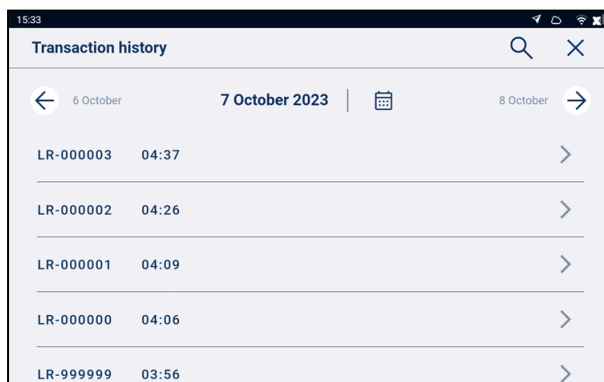 15:33
Transaction history
6 October 7 October 2023 8 October
LR-000003 04:37
LR-000002 04:26
LR-000001 04:09
LR-000000 04:06
LR-999999 03:56